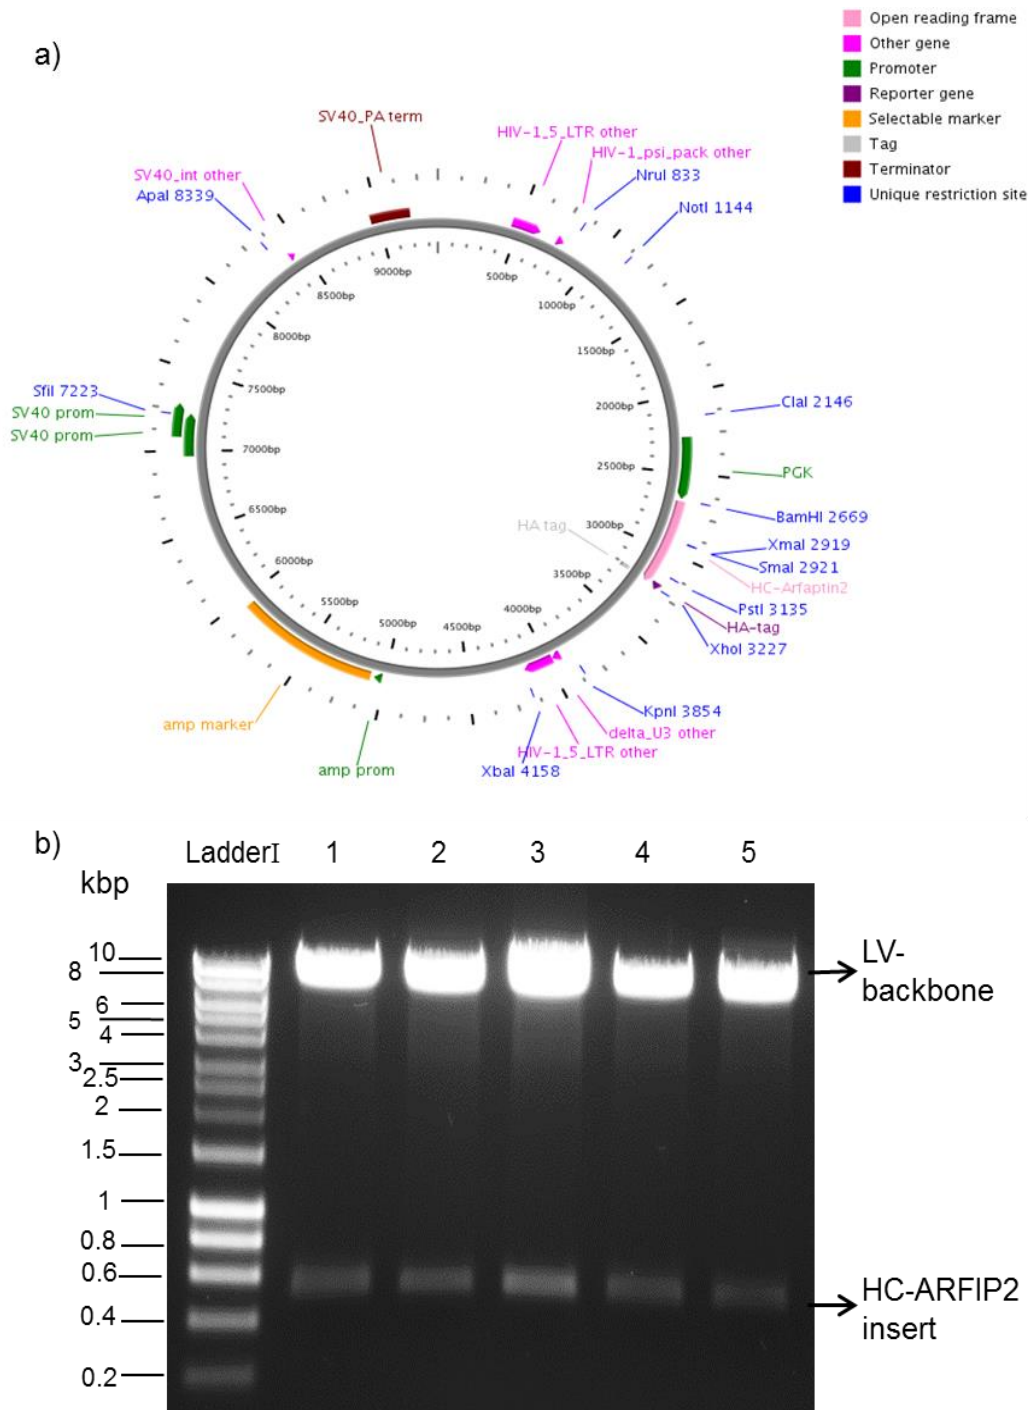 a)
Open reading frame
Other gene
Promoter
Reporter gene
Selectable marker
Tag
Terminator
Unique restriction site
SV40_PA term
HIV-1_5_LTR other
HIV-1_psi_pack other
SV40_int other
NruI 833
ApaI 8339
NotI 1144
9000bp
500bp
8500bp
1000bp
8000bp
1500bp
7500bp
2000bp
SfiI 7223
SV40 prom
SV40 prom
ClaI 2146
7000bp
2500bp
PGK
6500bp
3000bp
HA tag
BamHI 2669
XmaI 2919
SmaI 2921
HC-Arfaptin2
6000bp
3500bp
PstI 3135
HA-tag
XhoI 3227
5500bp
4000bp
5000bp
4500bp
KpnI 3854
amp marker
delta_U3 other
HIV-1_5_LTR other
amp prom
XbaI 4158
b)
LadderI 1 2 3 4 5
kbp
10
8
6
5
4
3
2.5
2
1.5
1
0.8
0.6
0.4
0.2
LV-
backbone
HC-ARFIP2
insert